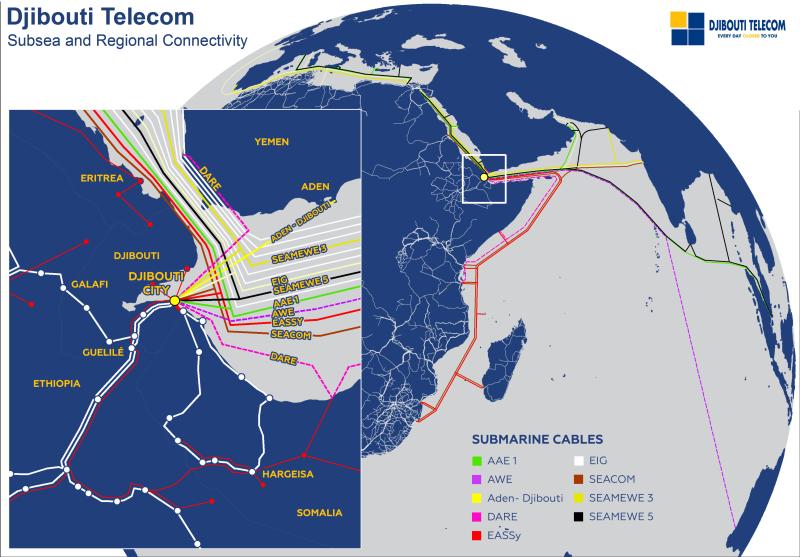 Djibouti Telecom
Subsea and Regional Connectivity
DJIBOUTI TELECOM
EVERY DAY CLOSER TO YOU
YEMEN
DARE
ERITREA
ADEN
ADEN - DJIBOUTI
SEAMEWE 3
DJIBOUTI
DJIBOUTI
CITY
GALAFI
EIG
SEAMEWE 5
AAE 1
AWE
EASSY
SEACOM
GUELILÉ
DARE
ETHIOPIA
HARGEISA
SOMALIA
SUBMARINE CABLES
AAE 1
EIG
AWE
SEACOM
Aden- Djibouti
SEAMEWE 3
DARE
SEAMEWE 5
EASSy